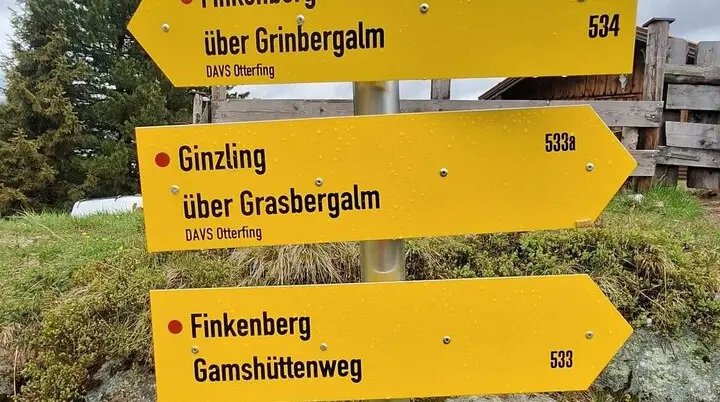 Finkenberg
über Grinbergalm
534
DAVS Otterfing
Ginzling
533a
über Grasbergalm
DAVS Otterfing
Finkenberg
Gamshüttenweg
533